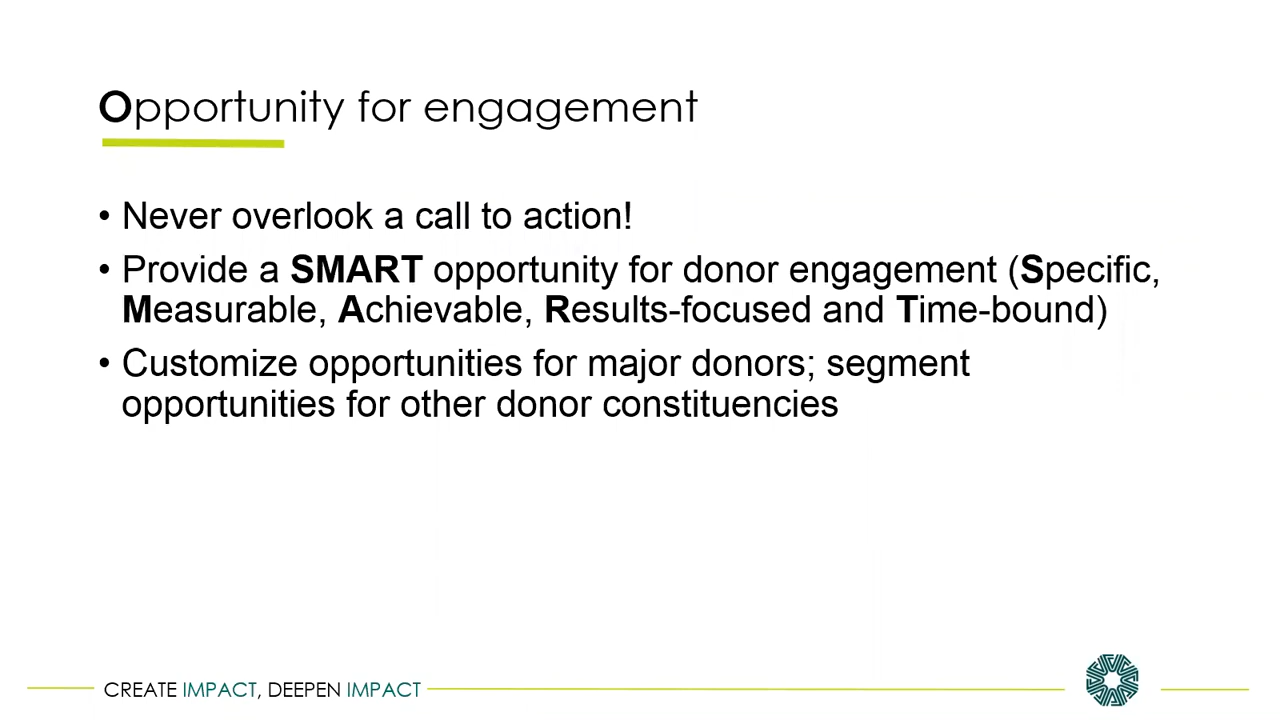 Opportunity for engagement
• Never overlook a call to action!
• Provide a SMART opportunity for donor engagement (Specific,
Measurable, Achievable, Results-focused and Time-bound)
• Customize opportunities for major donors; segment
opportunities for other donor constituencies
CREATE IMPACT, DEEPEN IMPACT